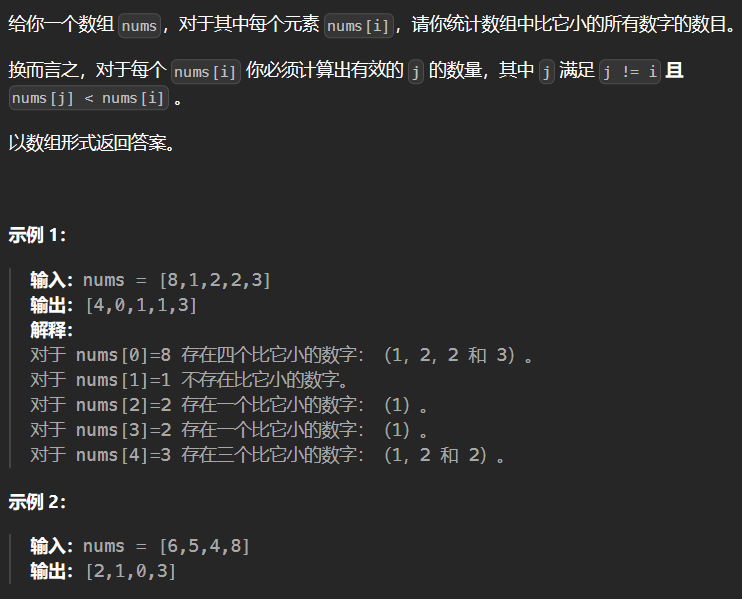 给你一个数组 nums，对于其中每个元素 nums[i]，请你统计数组中比它小的所有数字的数目。
换而言之，对于每个 nums[i] 你必须计算出有效的 j 的数量，其中 j 满足 j != i 且
nums[j] < nums[i] 。
以数组形式返回答案。
示例 1：
输入：nums = [8,1,2,2,3]
输出：[4,0,1,1,3]
解释：
对于 nums[0]=8 存在四个比它小的数字：（1，2，2 和 3）。
对于 nums[1]=1 不存在比它小的数字。
对于 nums[2]=2 存在一个比它小的数字：（1）。
对于 nums[3]=2 存在一个比它小的数字：（1）。
对于 nums[4]=3 存在三个比它小的数字：（1，2 和 2）。
示例 2：
输入：nums = [6,5,4,8]
输出：[2,1,0,3]